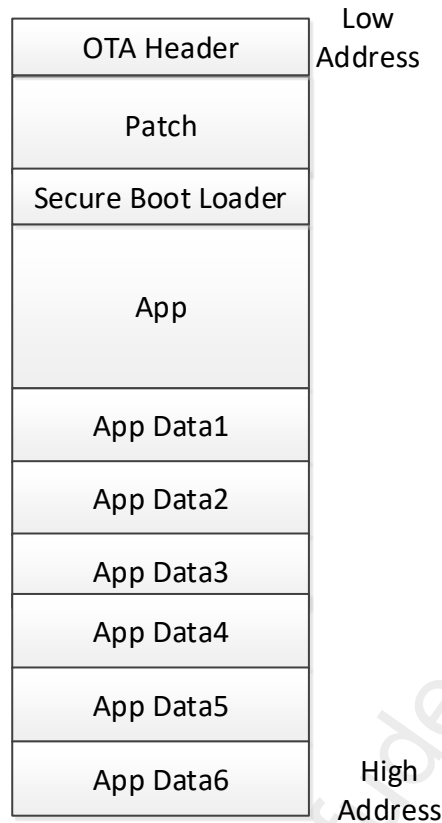 Low
OTA Header
Address
Patch
Secure Boot Loader
App
App Data1
App Data2
App Data3
App Data4
App Data5
App Data6
High
Address